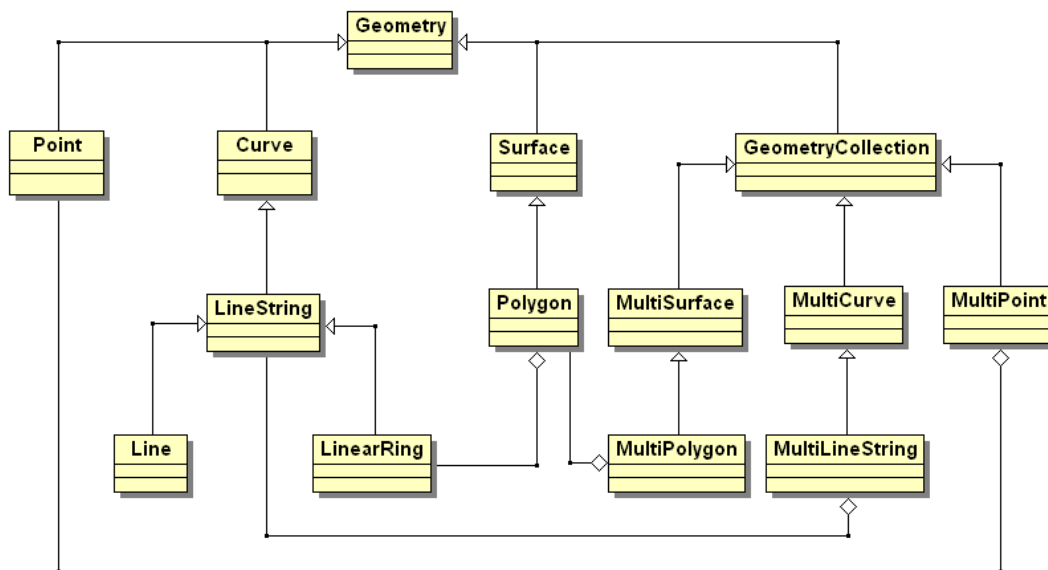 Geometry
Point
Curve
Surface
GeometryCollection
LineString
Polygon
MultiSurface
MultiCurve
MultiPoint
Line
LinearRing
MultiPolygon
MultiLineString